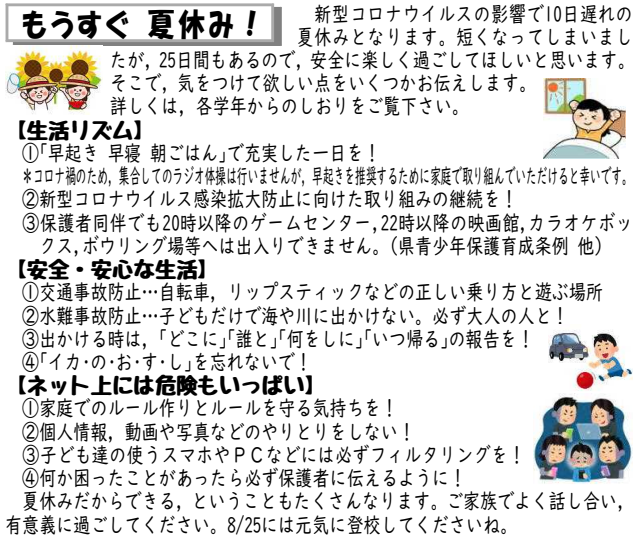 もうすぐ 夏休み！
新型コロナウイルスの影響で10日遅れの
夏休みとなります。短くなってしまいまし
たが，25日間もあるので，安全に楽しく過ごしてほしいと思います。
そこで，気をつけて欲しい点をいくつかお伝えします。
詳しくは，各学年からのしおりをご覧下さい。
【生活リズム】
①「早起き 早寝 朝ごはん」で充実した一日を！
＊コロナ禍のため，集合してのラジオ体操は行いませんが，早起きを推奨するために家庭で取り組んでいただけると幸いです。
②新型コロナウイルス感染拡大防止に向けた取り組みの継続を！
③保護者同伴でも20時以降のゲームセンター，22時以降の映画館，カラオケボッ
クス，ボウリング場等へは出入りできません。（県青少年保護育成条例 他）
【安全・安心な生活】
①交通事故防止…自転車，リップスティックなどの正しい乗り方と遊ぶ場所
②水難事故防止…子どもだけで海や川に出かけない。必ず大人の人と！
③出かける時は，「どこに」「誰と」「何をしに」「いつ帰る」の報告を！
④「イカ・の・お・す・し」を忘れないで！
【ネット上には危険もいっぱい】
①家庭でのルール作りとルールを守る気持ちを！
②個人情報，動画や写真などのやりとりをしない！
③子ども達の使うスマホやＰＣなどには必ずフィルタリングを！
④何か困ったことがあったら必ず保護者に伝えるように！
夏休みだからできる，ということもたくさんなります。ご家族でよく話し合い，
有意義に過ごしてください。8/25には元気に登校してくださいね。